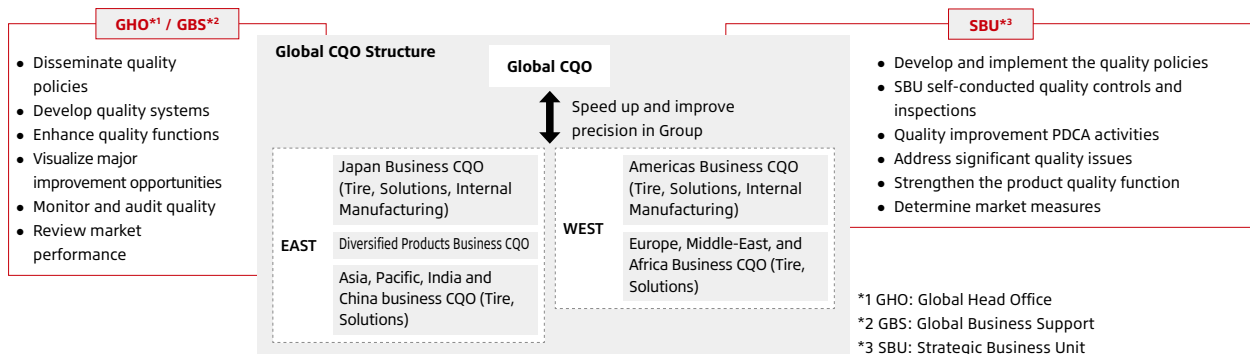 GHO*1 / GBS*2
• Disseminate quality
policies
• Develop quality systems
• Enhance quality functions
• Visualize major
improvement opportunities
• Monitor and audit quality
• Review market
performance
Global CQO Structure
Global CQO
Speed up and improve
precision in Group
EAST
Japan Business CQO
(Tire, Solutions, Internal
Manufacturing)
Diversified Products Business CQO
Asia, Pacific, India and
China business CQO (Tire,
Solutions)
WEST
Americas Business CQO
(Tire, Solutions, Internal
Manufacturing)
Europe, Middle-East, and
Africa Business CQO (Tire,
Solutions)
SBU*3
• Develop and implement the quality policies
• SBU self-conducted quality controls and
inspections
• Quality improvement PDCA activities
• Address significant quality issues
• Strengthen the product quality function
• Determine market measures
*1 GHO: Global Head Office
*2 GBS: Global Business Support
*3 SBU: Strategic Business Unit